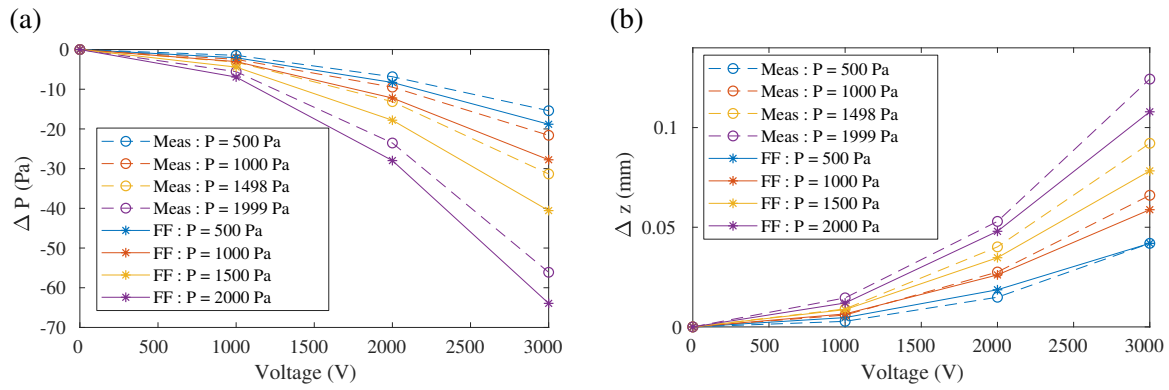 (a)
0
-10
-20
-30
-40
-50
-60
-70
Δ P (Pa)
Meas : P = 500 Pa
Meas : P = 1000 Pa
Meas : P = 1498 Pa
Meas : P = 1999 Pa
FF : P = 500 Pa
FF : P = 1000 Pa
FF : P = 1500 Pa
FF : P = 2000 Pa
0 500 1000 1500 2000 2500 3000
Voltage (V)
(b)
0.1
0.05
0
Δ z (mm)
Meas : P = 500 Pa
Meas : P = 1000 Pa
Meas : P = 1498 Pa
Meas : P = 1999 Pa
FF : P = 500 Pa
FF : P = 1000 Pa
FF : P = 1500 Pa
FF : P = 2000 Pa
0 500 1000 1500 2000 2500 3000
Voltage (V)